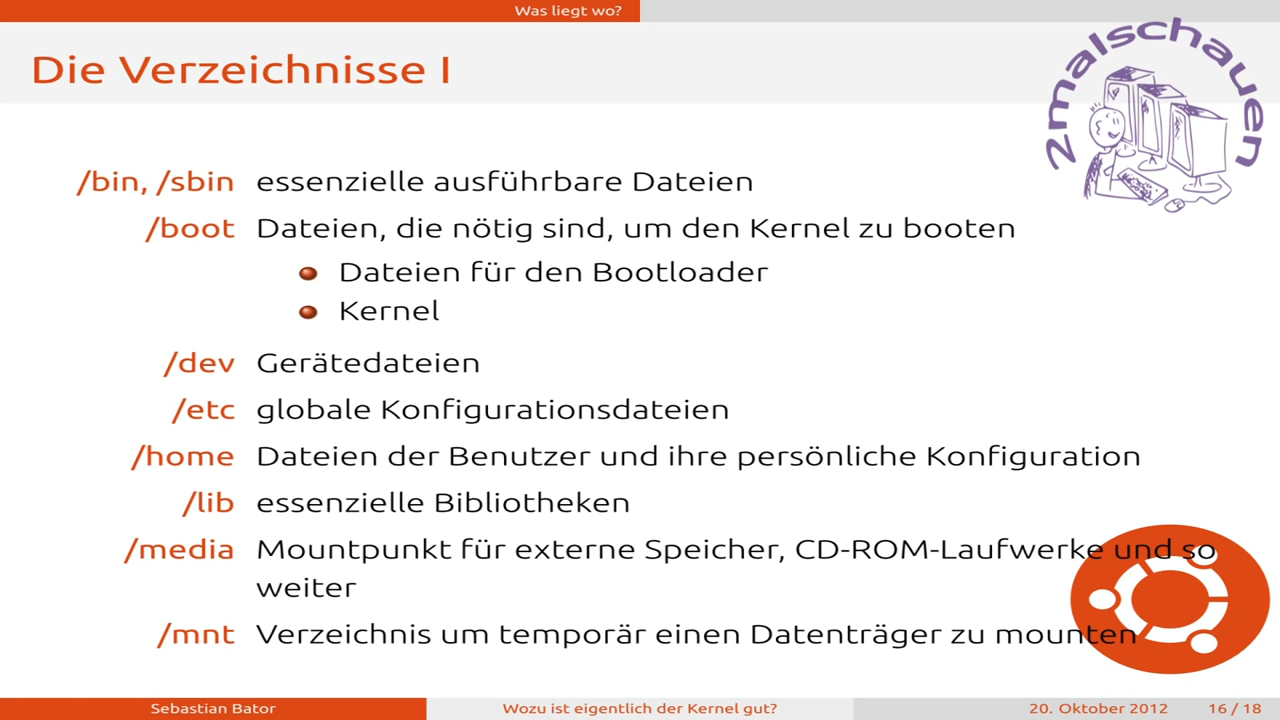 Was liegt wo?
Die Verzeichnisse I
2malschauen
/bin, /sbin essenzielle ausführbare Dateien
/boot Dateien, die nötig sind, um den Kernel zu booten
Dateien für den Bootloader
Kernel
/dev Gerätedateien
/etc globale Konfigurationsdateien
/home Dateien der Benutzer und ihre persönliche Konfiguration
/lib essenzielle Bibliotheken
/media Mountpunkt für externe Speicher, CD-ROM-Laufwerke und so
weiter
/mnt Verzeichnis um temporär einen Datenträger zu mounten
Sebastian Bator Wozu ist eigentlich der Kernel gut? 20. Oktober 2012 16 / 18